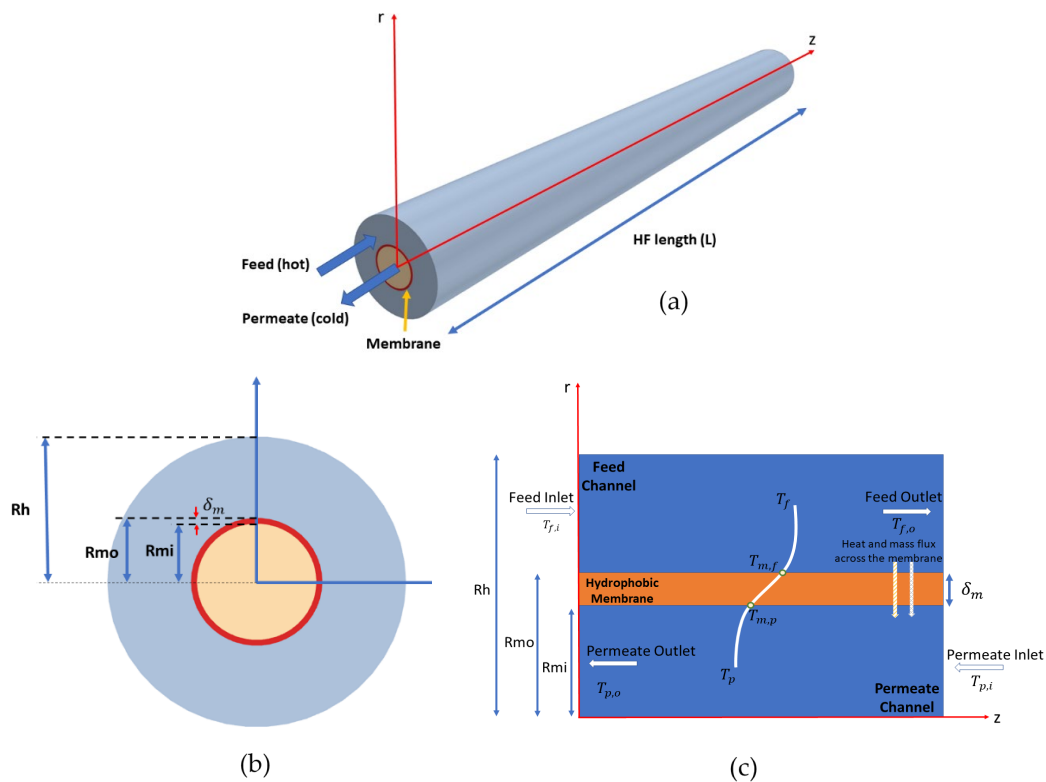 r
z
HF length (L)
Feed (hot)
Permeate (cold)
Membrane
(a)
Rh
δm
Rmo
Rmi
(b)
r
Feed
Channel
Feed Inlet
Tf,i
Tf
Feed Outlet
Tf,o
Heat and mass flux
across the membrane
Tm,f
Hydrophobic
Membrane
δm
Rh
Tm,p
Rmo
Rmi
Permeate Outlet
Tp,o
Tp
Permeate Inlet
Tp,i
Permeate
Channel
z
(c)